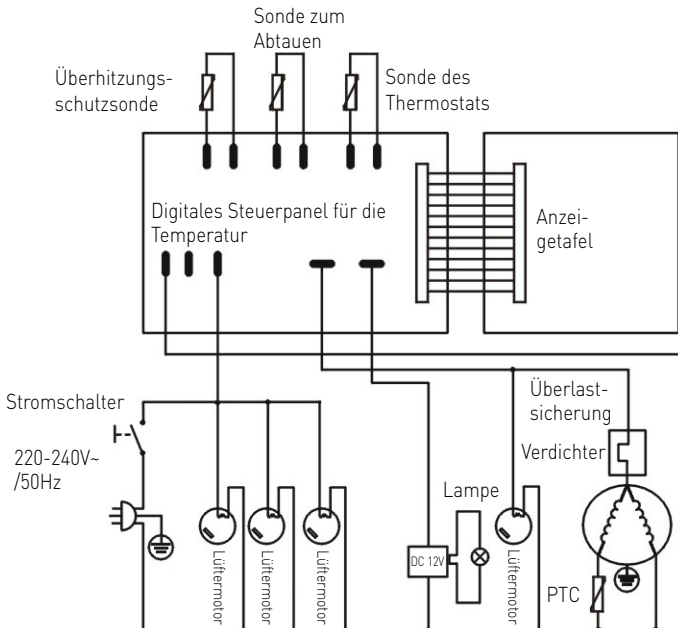 Sonde zum
Abtauen
Überhitzungs-
schutzsonde
Sonde des
Thermostats
Digitales Steuerpanel für die
Temperatur
Anzei-
getafel
Stromschalter
220-240V~
/50Hz
Überlast-
sicherung
Verdichter
Lampe
DC 12V
Lüftermotor
Lüftermotor
Lüftermotor
Lüftermotor
PTC